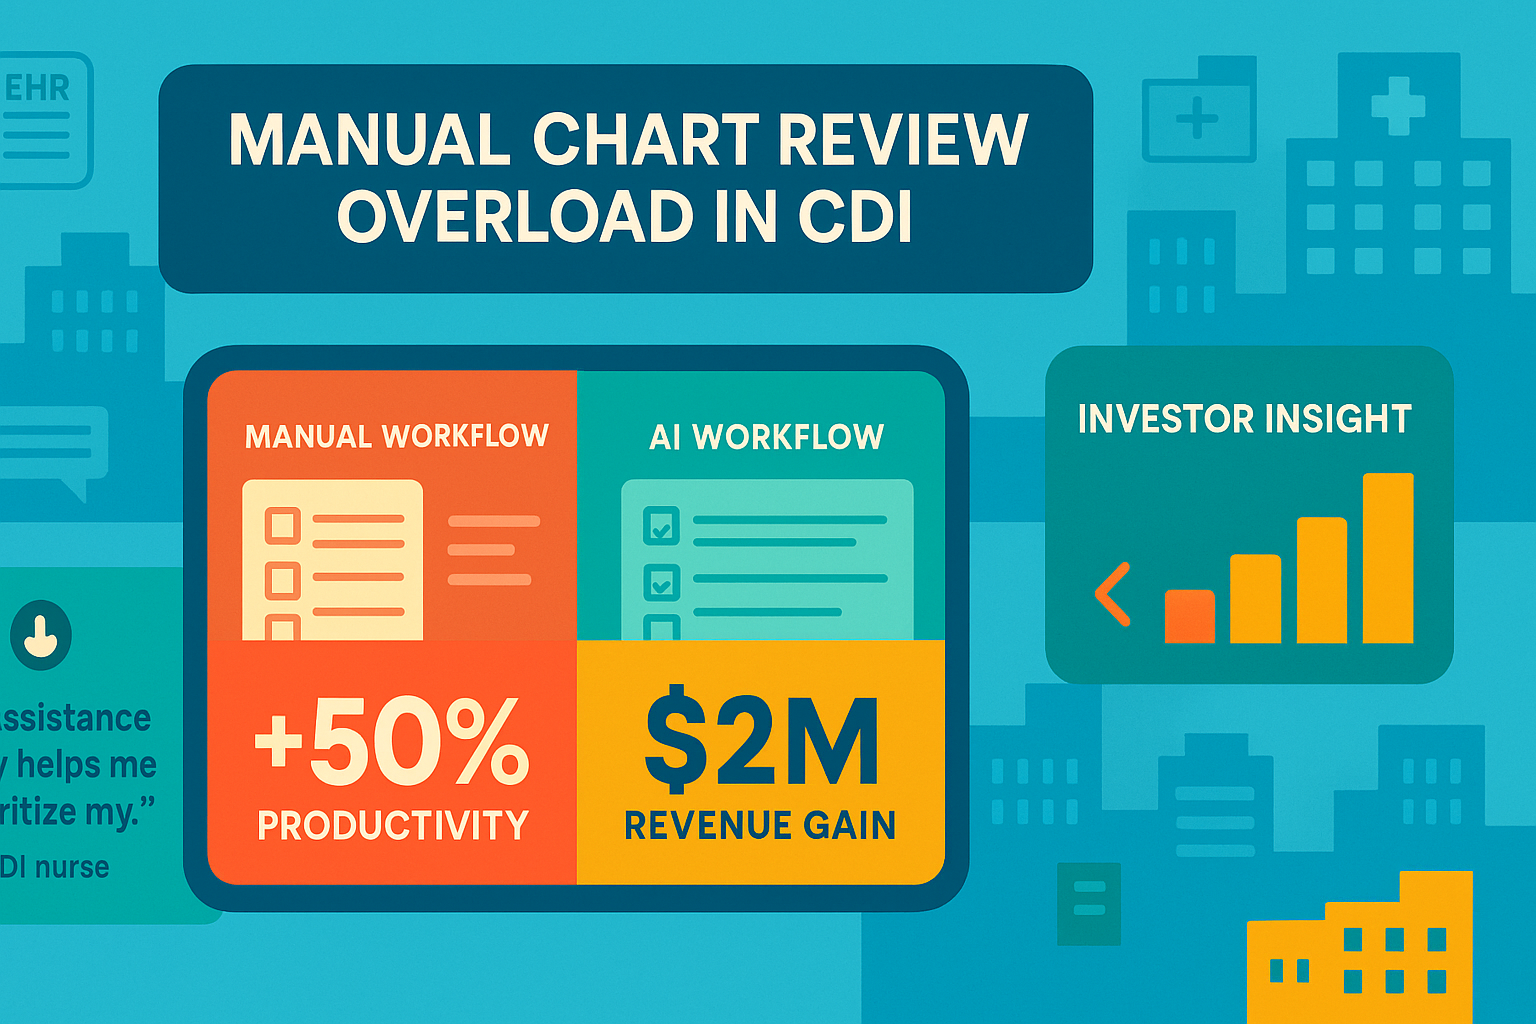 EHR
MANUAL CHART REVIEW
OVERLOAD IN CDI
MANUAL WORKFLOW
AI WORKFLOW
+50%
PRODUCTIVITY
$2M
REVENUE GAIN
INVESTOR INSIGHT
ssistance
y helps me
ritize my.”
DI nurse